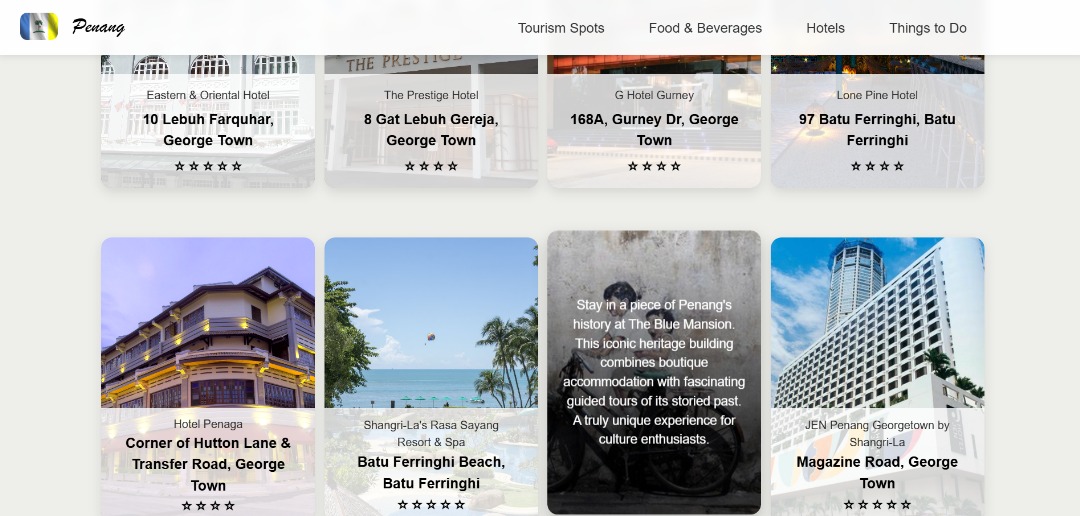 Penang
Tourism Spots
Food & Beverages
Hotels
Things to Do
THE PRESTIGE
Eastern & Oriental Hotel
10 Lebuh Farquhar,
George Town
☆☆☆☆☆
The Prestige Hotel
8 Gat Lebuh Gereja,
George Town
☆☆☆☆
G Hotel Gurney
168A, Gurney Dr, George
Town
☆☆☆☆
Lone Pine Hotel
97 Batu Ferringhi, Batu
Ferringhi
☆☆☆☆
Hotel Penaga
Corner of Hutton Lane &
Transfer Road, George
Town
☆☆☆☆
Shangri-La's Rasa Sayang
Resort & Spa
Batu Ferringhi Beach,
Batu Ferringhi
☆☆☆☆☆
Stay in a piece of Penang's
history at The Blue Mansion.
This iconic heritage building
combines boutique
accommodation with fascinating
guided tours of its storied past.
A truly unique experience for
culture enthusiasts.
JEN Penang Georgetown by
Shangri-La
Magazine Road, George
Town
☆☆☆☆☆